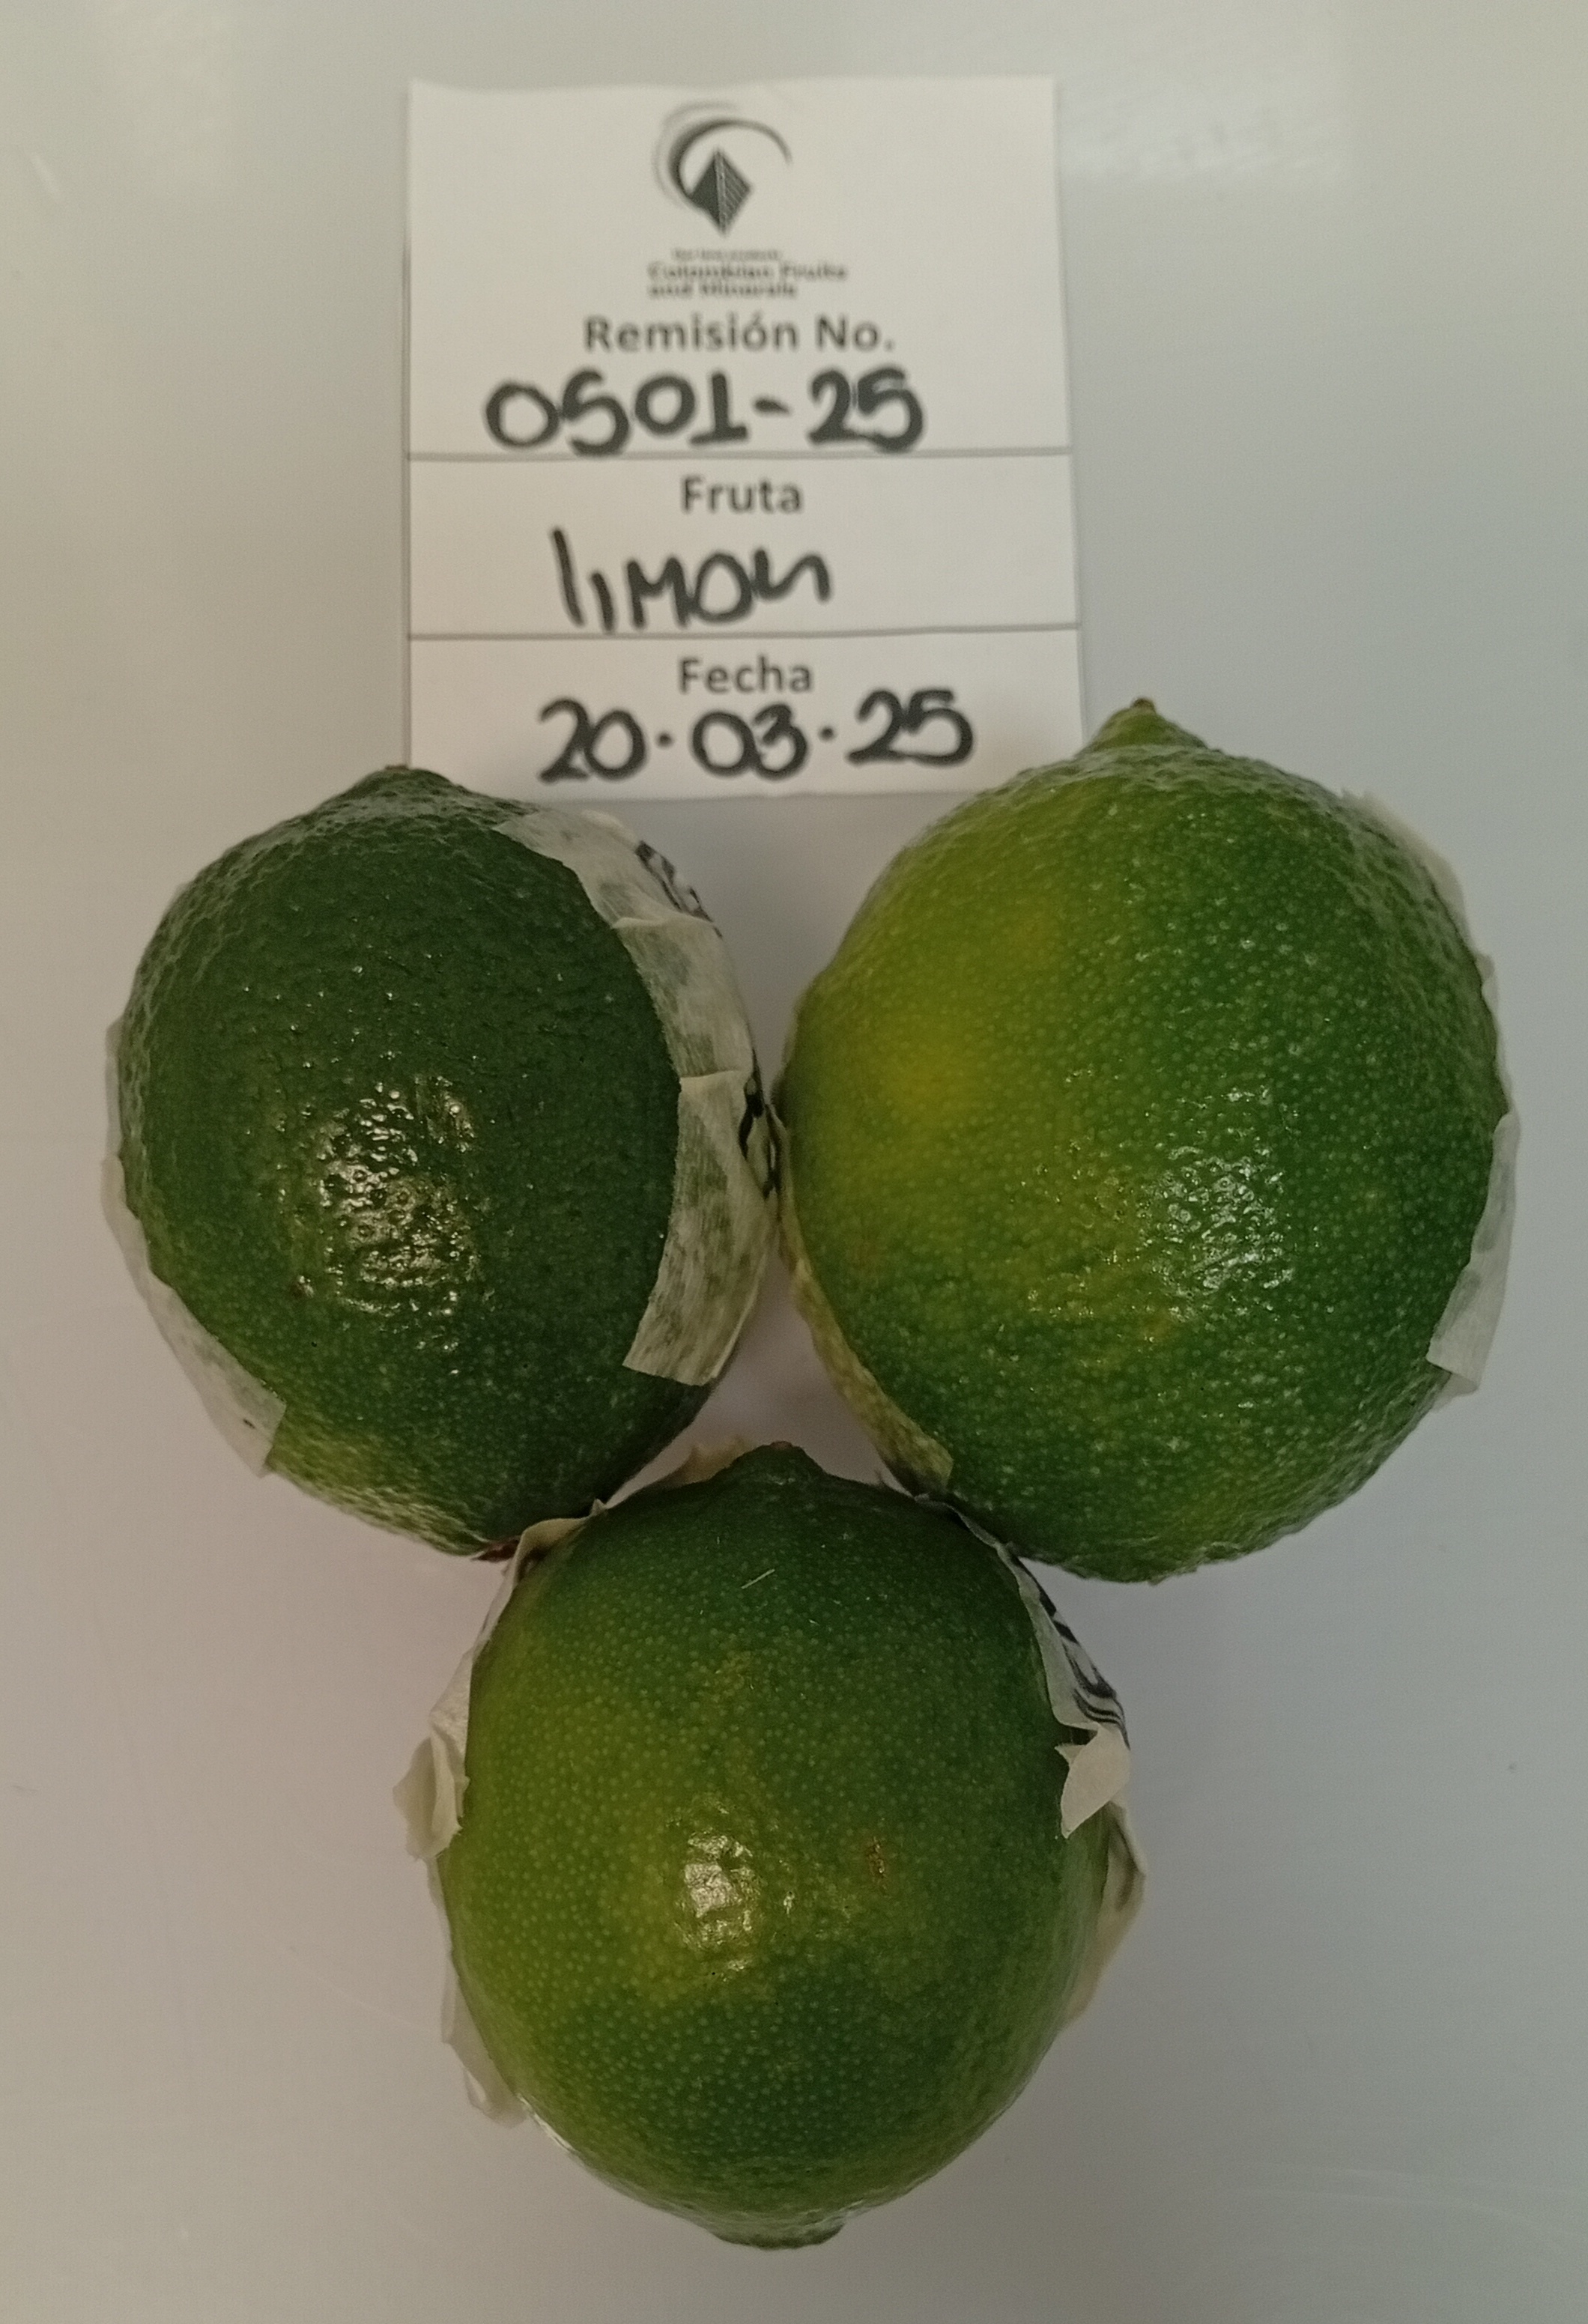 Colombian Fruits
and Minerals
Remisión No.
0501-25
Fruta
limon
Fecha
20·03·25